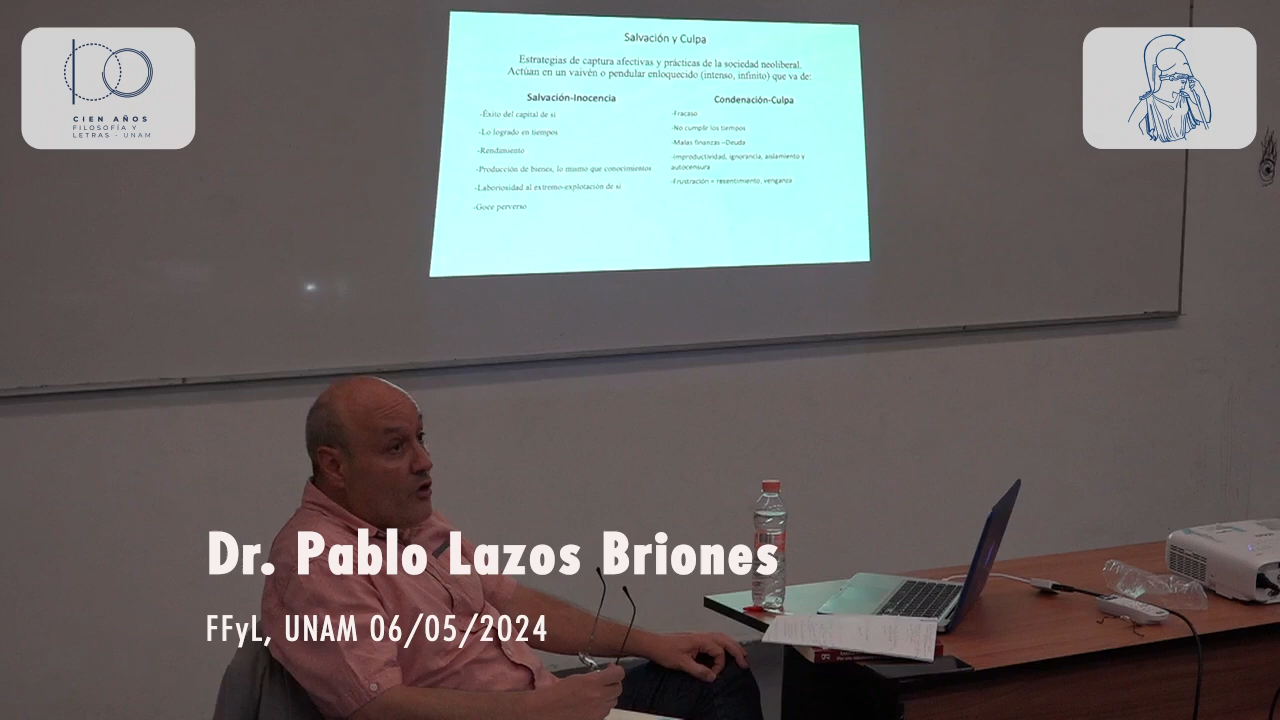 CIEN AÑOS
FILOSOFÍA Y
LETRAS - UNAM
Salvación y Culpa
Estrategias de captura afectivas y prácticas de la sociedad neoliberal.
Actúan en un vaivén o pendular enloquecido (intenso, infinito) que va de:
Salvación-Inocencia
-Éxito del capital de si
-Lo logrado en tiempos
-Rendimiento
-Producción de bienes, lo mismo que conocimientos
-Laboriosidad al extremo-explotación de si
-Goce perverso
Condenación-Culpa
-Fracaso
-No cumplir los tiempos
-Malas finanzas –Deuda
-Improductividad, ignorancia, aislamiento y
autocensura
-Frustración = resentimiento, venganza
Dr. Pablo Lazos Briones
FFyL, UNAM 06/05/2024